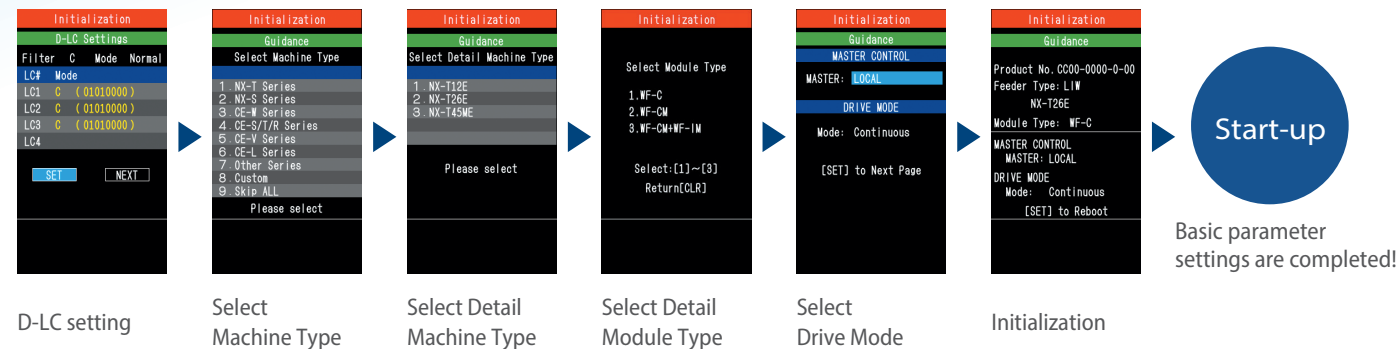 Initialization
D-LC Settings
Filter C Mode Normal
LC# Mode
LC1 C (01010000)
LC2 C (01010000)
LC3 C (01010000)
LC4
SET NEXT
D-LC setting
Initialization
Guidance
Select Machine Type
1.NX-T Series
2.NX-S Series
3.CE-W Series
4.CE-S/T/R Series
5.CE-V Series
6.CE-L Series
7.Other Series
8.Custom
9.Skip ALL
Please select
Select
Machine Type
Initialization
Guidance
Select Detail Machine Type
1.NX-T12E
2.NX-T26E
3.NX-T45ME
Please select
Select Detail
Machine Type
Initialization
Select Module Type
1.WF-C
2.WF-CM
3.WF-CM+WF-IM
Select:[1]~[3]
Return[CLR]
Select Detail
Module Type
Initialization
Guidance
MASTER CONTROL
MASTER: LOCAL
DRIVE MODE
Mode: Continuous
[SET] to Next Page
Select
Drive Mode
Initialization
Guidance
Product No. CC00-0000-0-00
Feeder Type: LIW
NX-T26E
Module Type: WF-C
MASTER CONTROL
MASTER: LOCAL
DRIVE MODE
Mode: Continuous
[SET] to Reboot
Initialization
Start-up
Basic parameter
settings are completed!